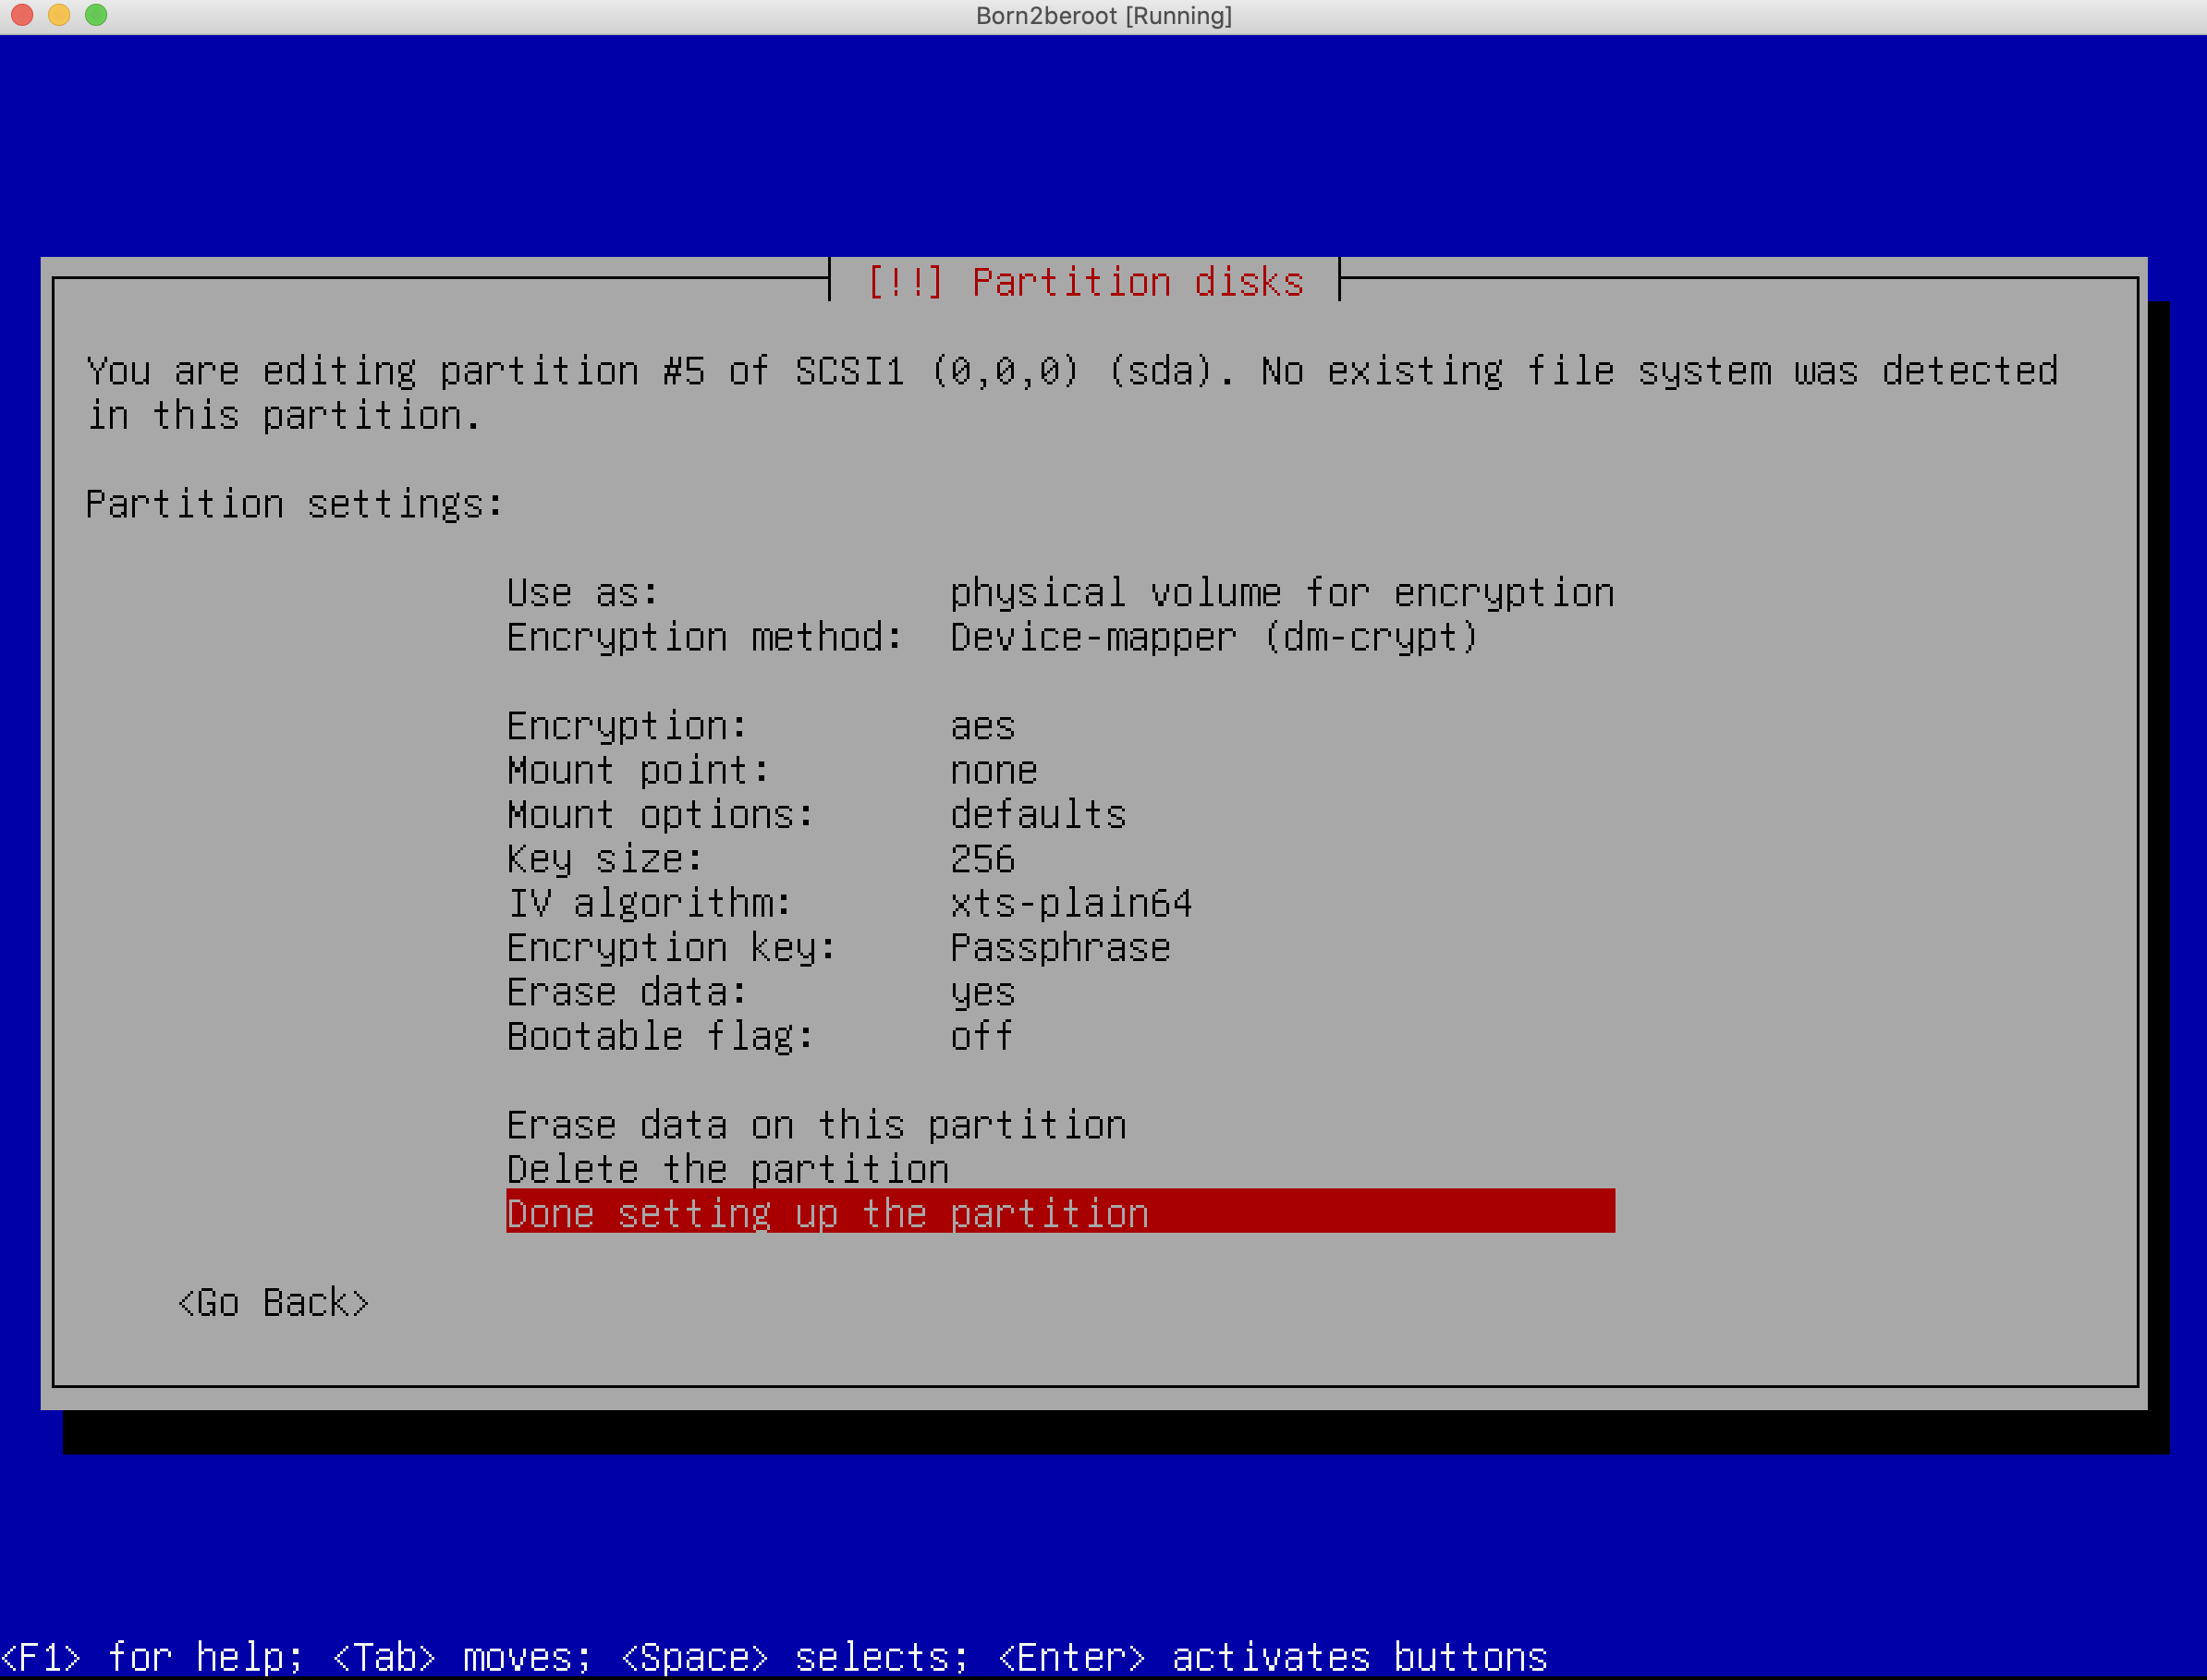 Born2beroot [Running]
[!!] Partition disks
You are editing partition #5 of SCSI1 (0,0,0) (sda). No existing file system was detected
in this partition.
Partition settings:
Use as: physical volume for encryption
Encryption method: Device-mapper (dm-crypt)
Encryption: aes
Mount point: none
Mount options: defaults
Key size: 256
IV algorithm: xts-plain64
Encryption key: Passphrase
Erase data: yes
Bootable flag: off
Erase data on this partition
Delete the partition
Done setting up the partition
<Go Back>
<F1> for help; <Tab> moves; <Space> selects; <Enter> activates buttons